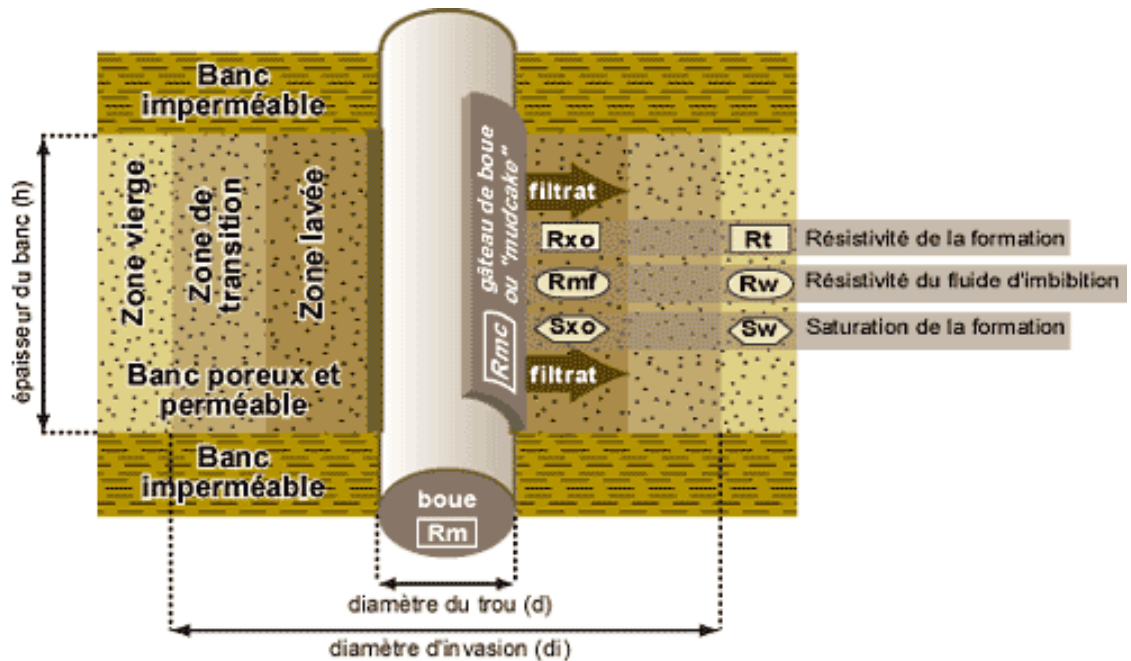 Banc
imperméable
épaisseur du banc (h)
Zone vierge
Zone de
transition
Zone lavée
gâteau de boue
ou "mudcake"
Rmc
filtrat
Rxo
Rt
Résistivité de la formation
Rmf
Rw
Résistivité du fluide d'imbibition
Sxo
Sw
Saturation de la formation
filtrat
Banc poreux et
perméable
Banc
imperméable
boue
Rm
diamètre du trou (d)
diamètre d'invasion (di)